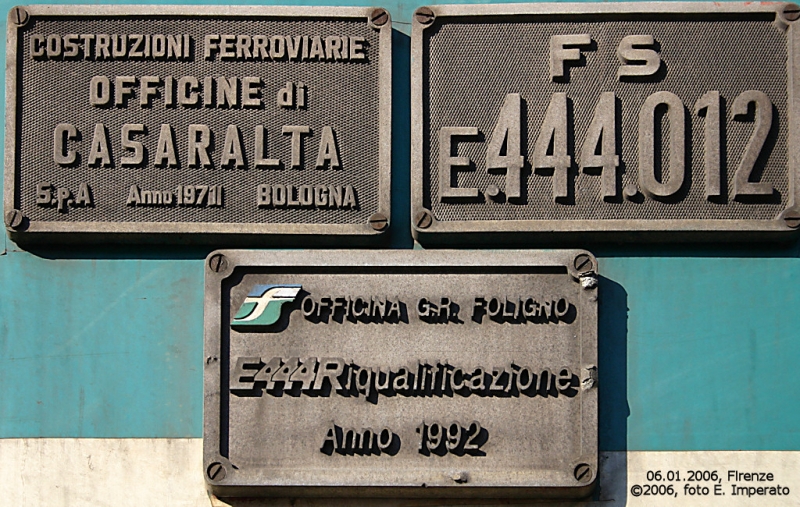 COSTRUZIONI FERROVIARIE
OFFICINE di
CASARALTA
S.p.A Anno 1971 BOLOGNA
FS
E.444.012
OFFICINA G.R. FOLIGNO
E444Riqualificazione
Anno 1992
06.01.2006, Firenze
©2006, foto E. Imperato